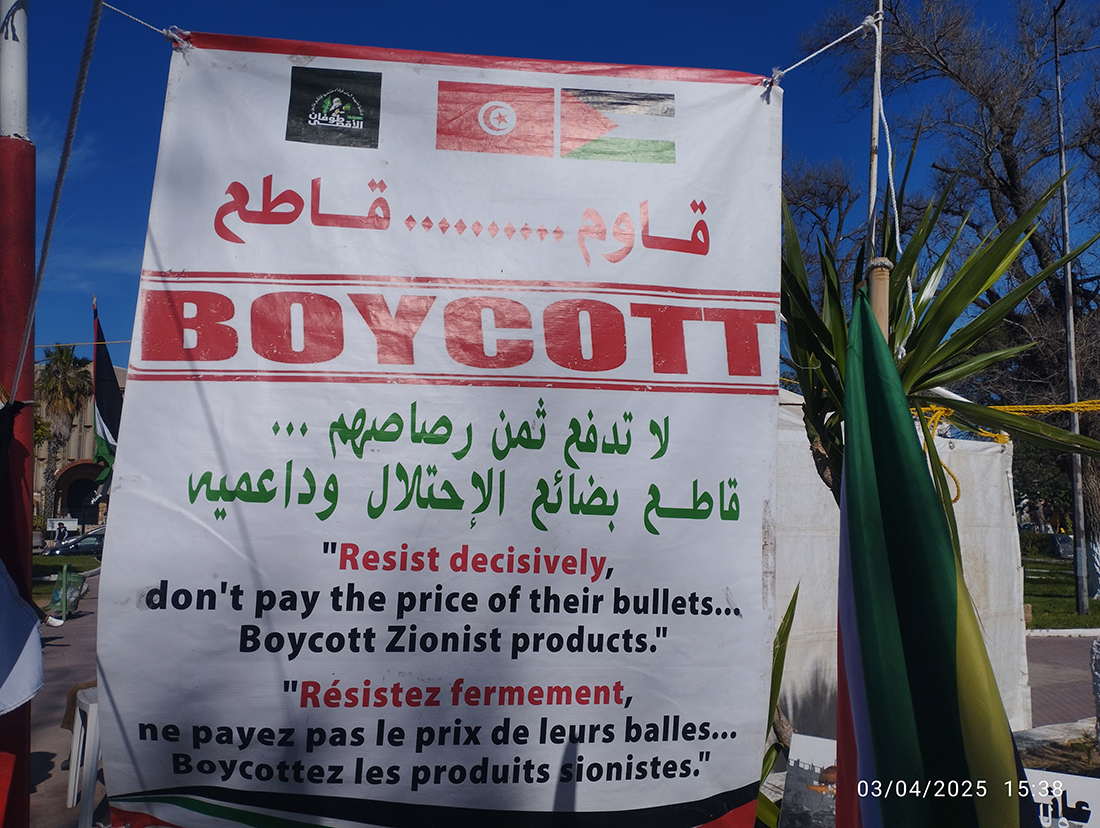 طوفان
الأقصى
قاوم .......... قاطع
BOYCOTT
لا تدفع ثمن رصاصهم ...
قاطع بضائع الإحتلال وداعميه
"Resist decisively,
don't pay the price of their bullets...
Boycott Zionist products."
"Résistez fermement,
ne payez pas le prix de leurs balles...
Boycottez les produits sionistes."
03/04/2025 15:38